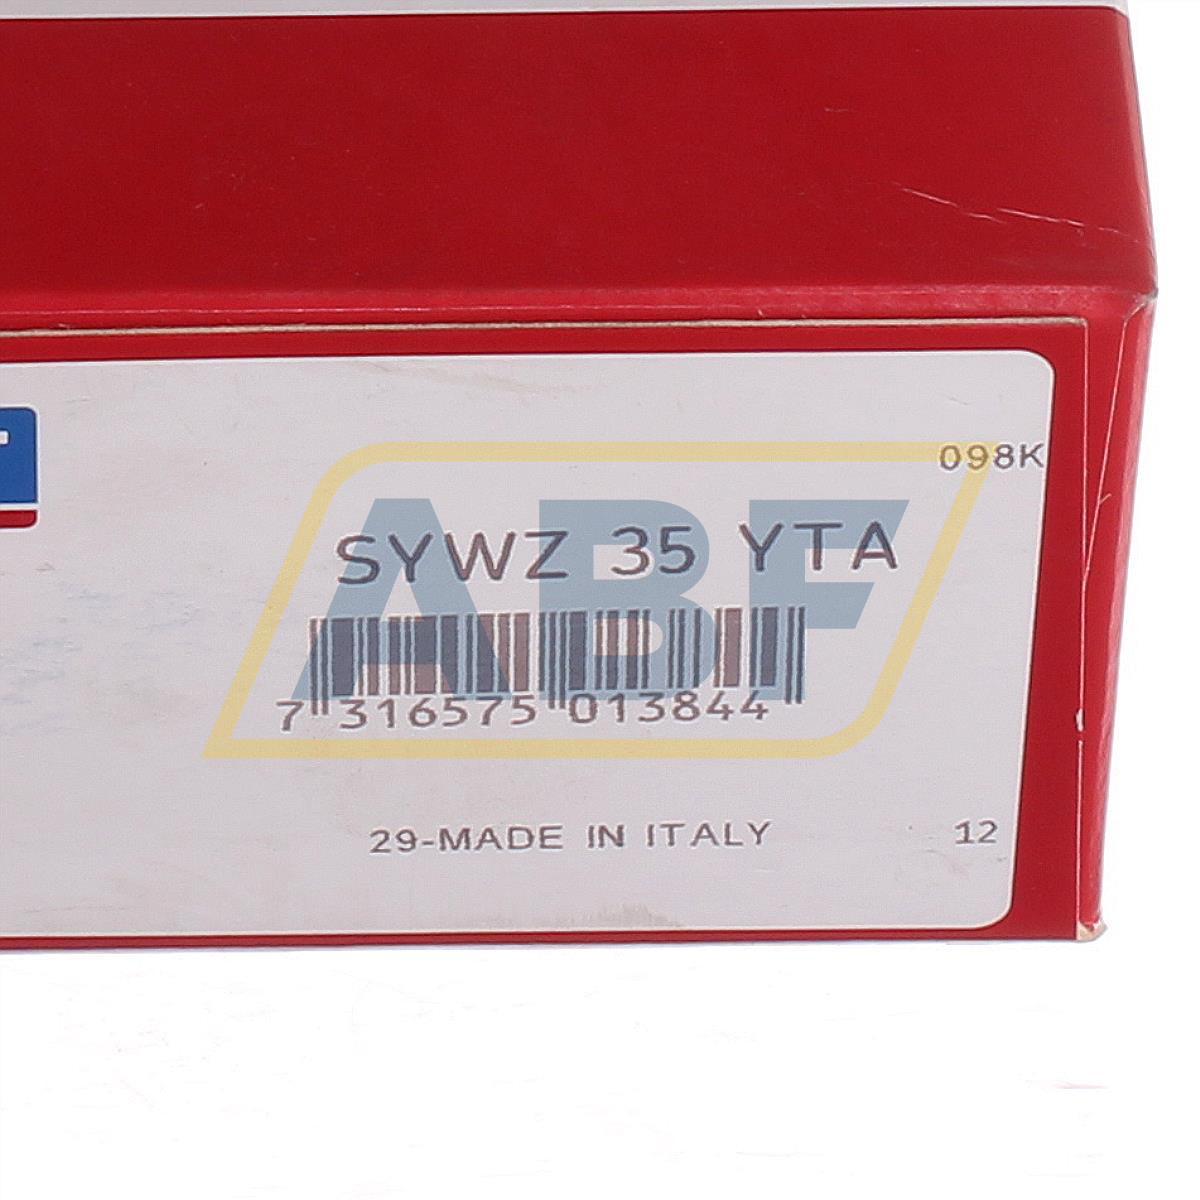 098K
SYWZ 35 YTA
ABF
7 316575 013844
29-MADE IN ITALY
12